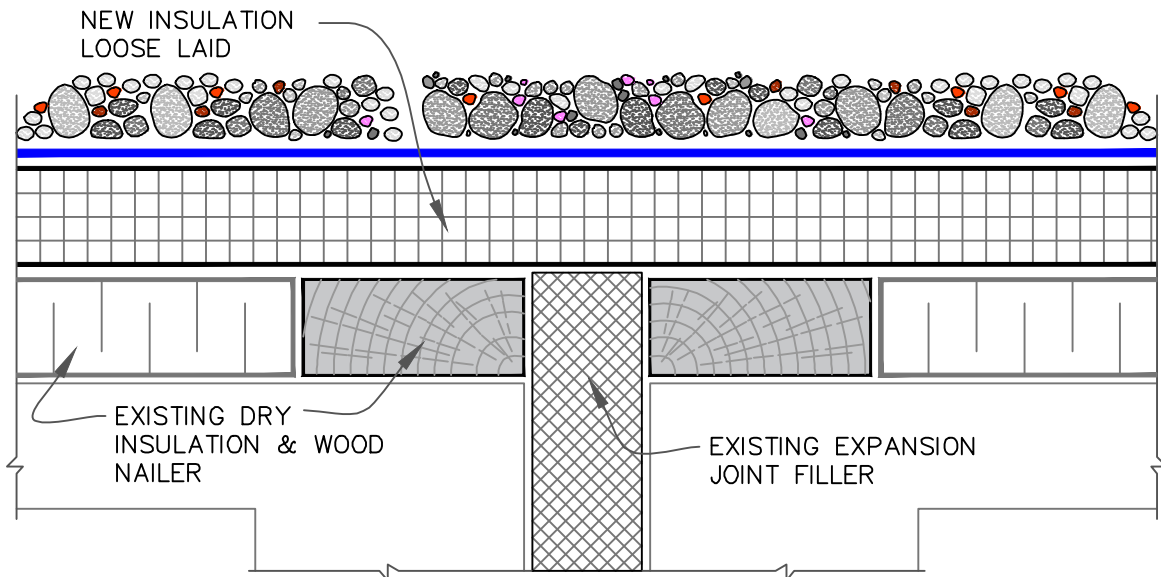 NEW INSULATION
LOOSE LAID
EXISTING DRY
INSULATION & WOOD
NAILER
EXISTING EXPANSION
JOINT FILLER